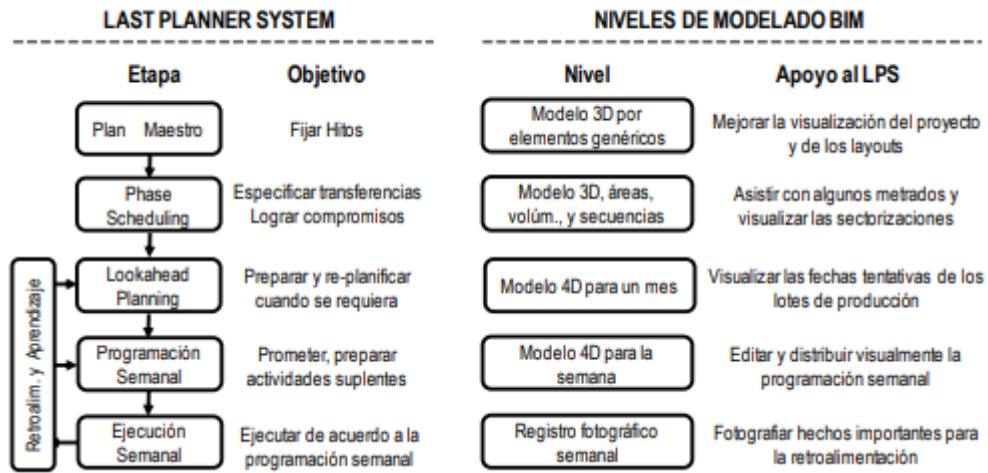 LAST PLANNER SYSTEM
NIVELES DE MODELADO BIM
Etapa
Objetivo
Nivel
Apoyo al LPS
Plan Maestro
Fijar Hitos
Modelo 3D por
elementos genéricos
Mejorar la visualización del proyecto
y de los layouts
Phase
Scheduling
Especificar transferencias
Lograr compromisos
Modelo 3D, áreas,
volúm., y secuencias
Asistir con algunos metrados y
visualizar las sectorizaciones
Lookahead
Planning
Preparar y re-planificar
cuando se requiera
Modelo 4D para un mes
Visualizar las fechas tentativas de los
lotes de producción
Programación
Semanal
Prometer, preparar
actividades suplentes
Modelo 4D para la
semana
Editar y distribuir visualmente la
programación semanal
Ejecución
Semanal
Ejecutar de acuerdo a la
programación semanal
Registro fotográfico
semanal
Fotografiar hechos importantes para
la retroalimentación
Retroalim. y Aprendizaje